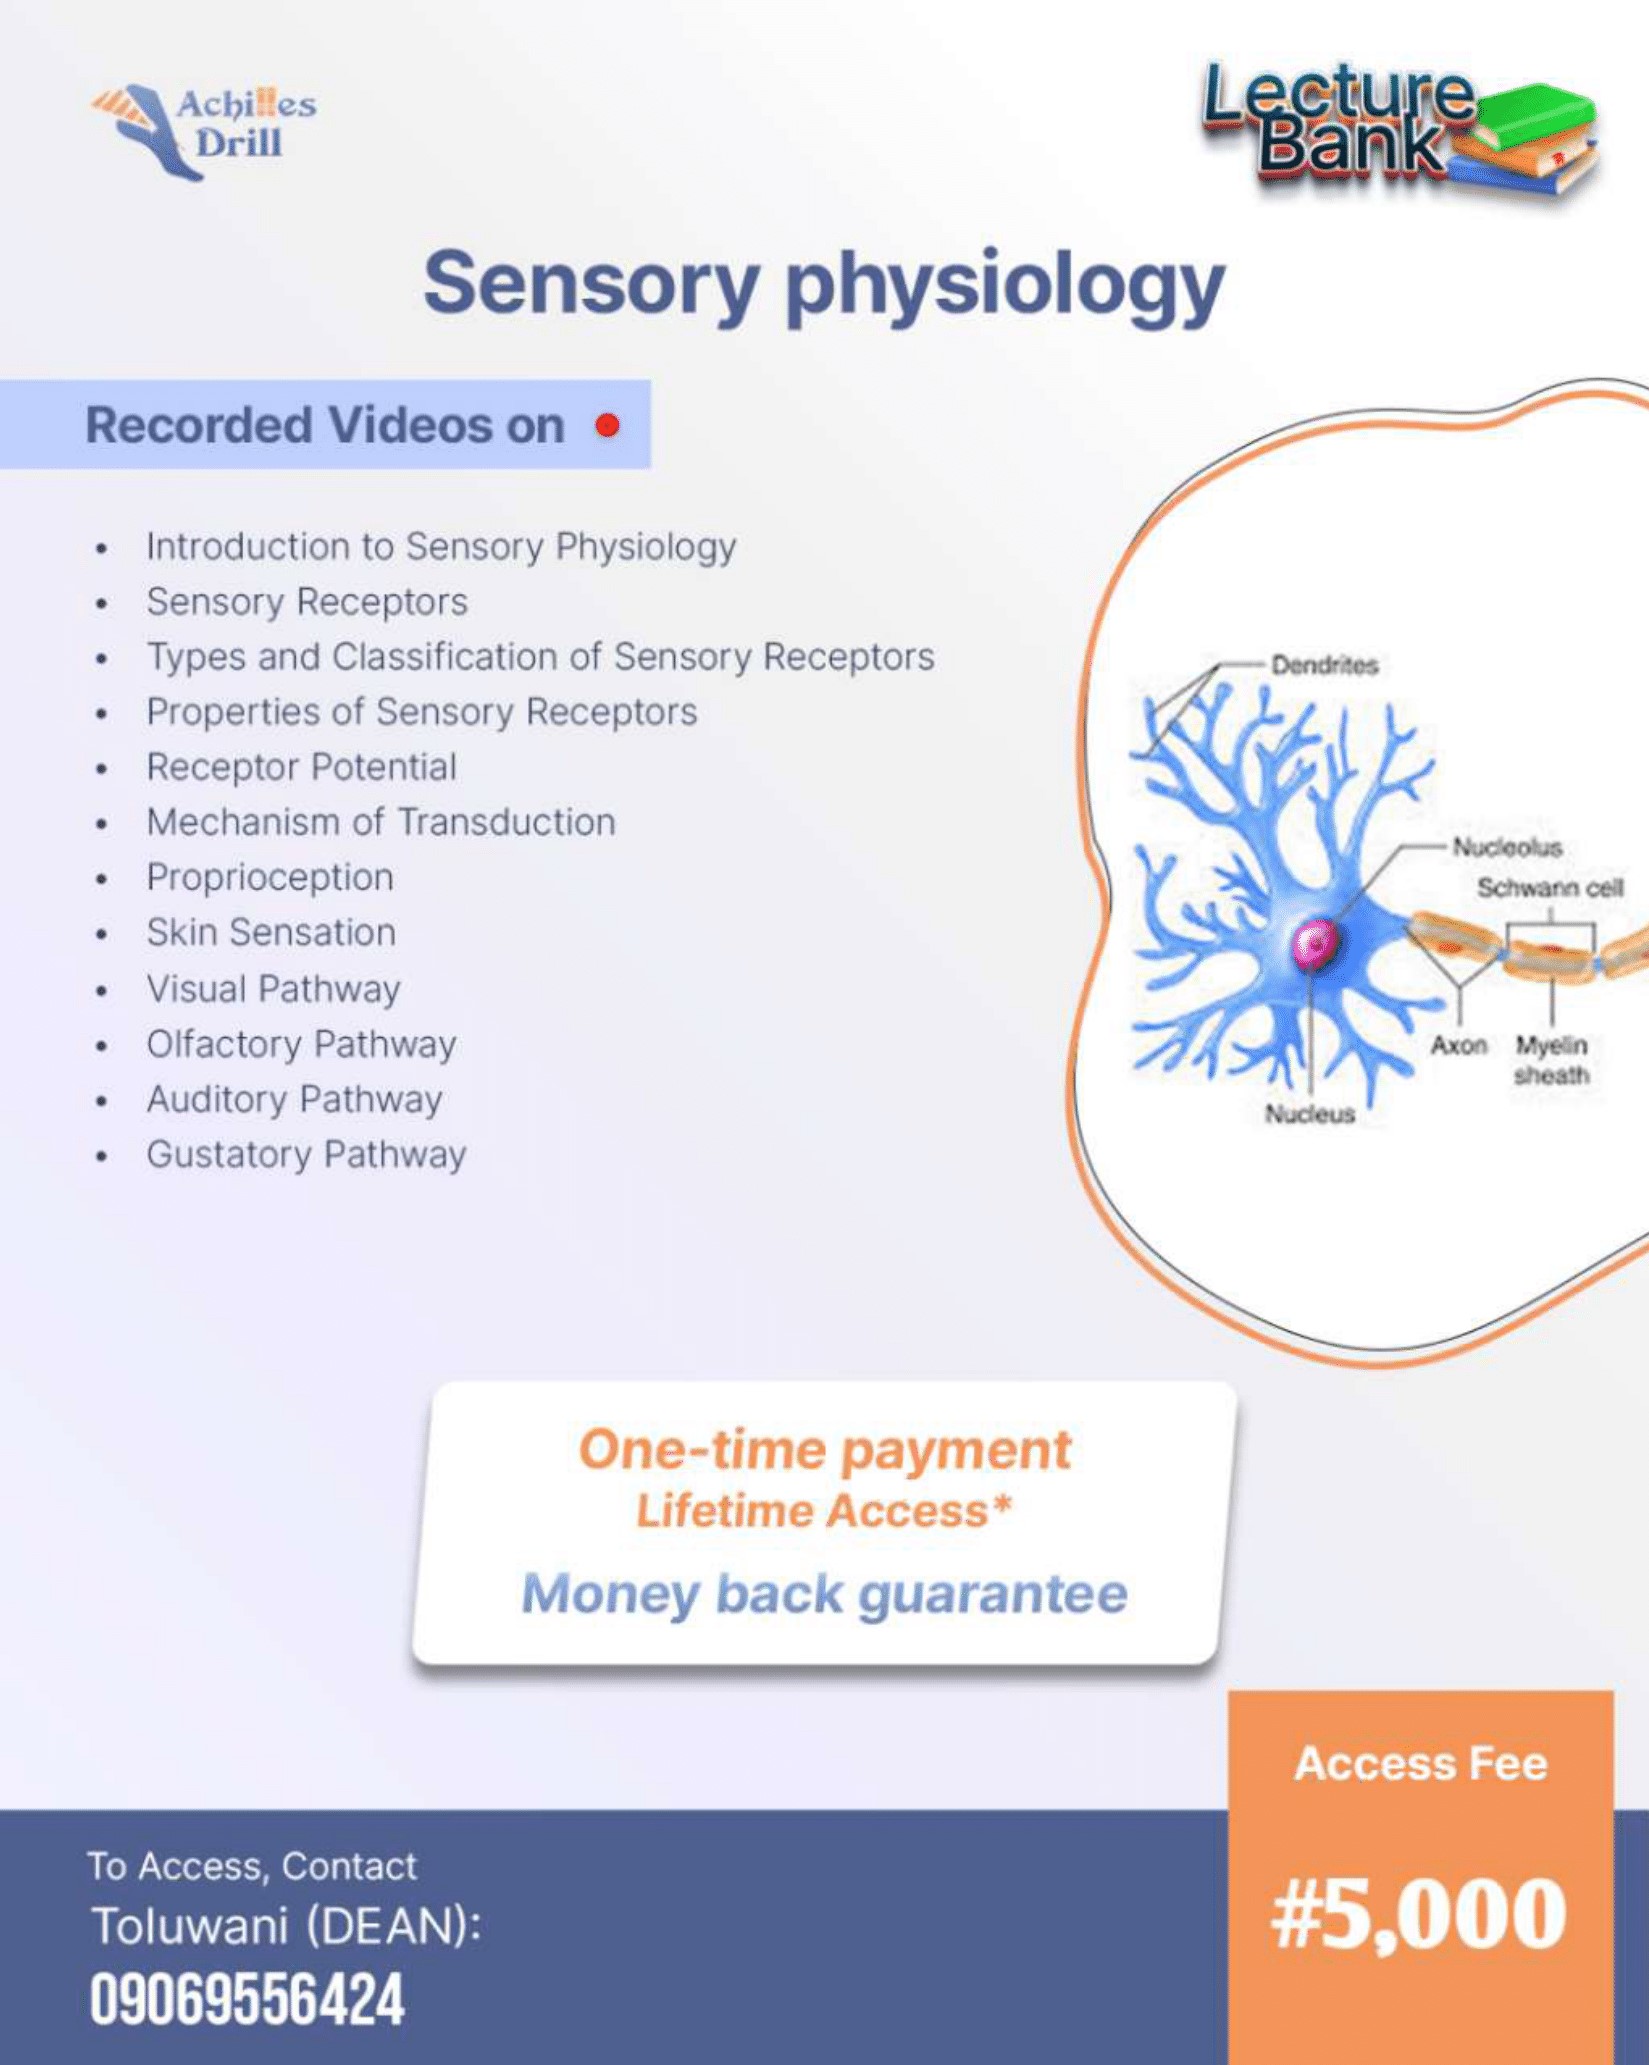 Achilles
Drill
Lecture
Bank
Sensory physiology
Recorded Videos on
• Introduction to Sensory Physiology
• Sensory Receptors
• Types and Classification of Sensory Receptors
• Properties of Sensory Receptors
• Receptor Potential
• Mechanism of Transduction
• Proprioception
• Skin Sensation
• Visual Pathway
• Olfactory Pathway
• Auditory Pathway
• Gustatory Pathway
Dendrites
Nucleolus
Schwann cell
Axon
Myelin
sheath
Nucleus
One-time payment
Lifetime Access*
Money back guarantee
Access Fee
#5,000
To Access, Contact
Toluwani (DEAN):
09069556424